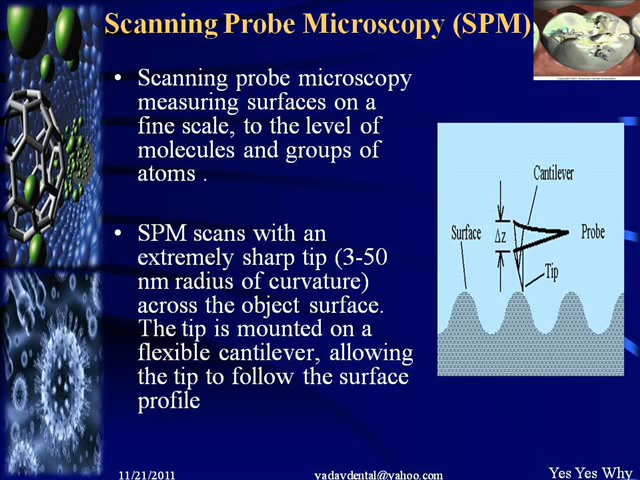 Scanning Probe Microscopy (SPM)
• Scanning probe microscopy
measuring surfaces on a
fine scale, to the level of
molecules and groups of
atoms .
• SPM scans with an
extremely sharp tip (3-50
nm radius of curvature)
across the object surface.
The tip is mounted on a
flexible cantilever, allowing
the tip to follow the surface
profile
Cantilever
Surface
Δz
Probe
Tip
11/21/2011
yadavdental@yahoo.com
Yes Yes Why